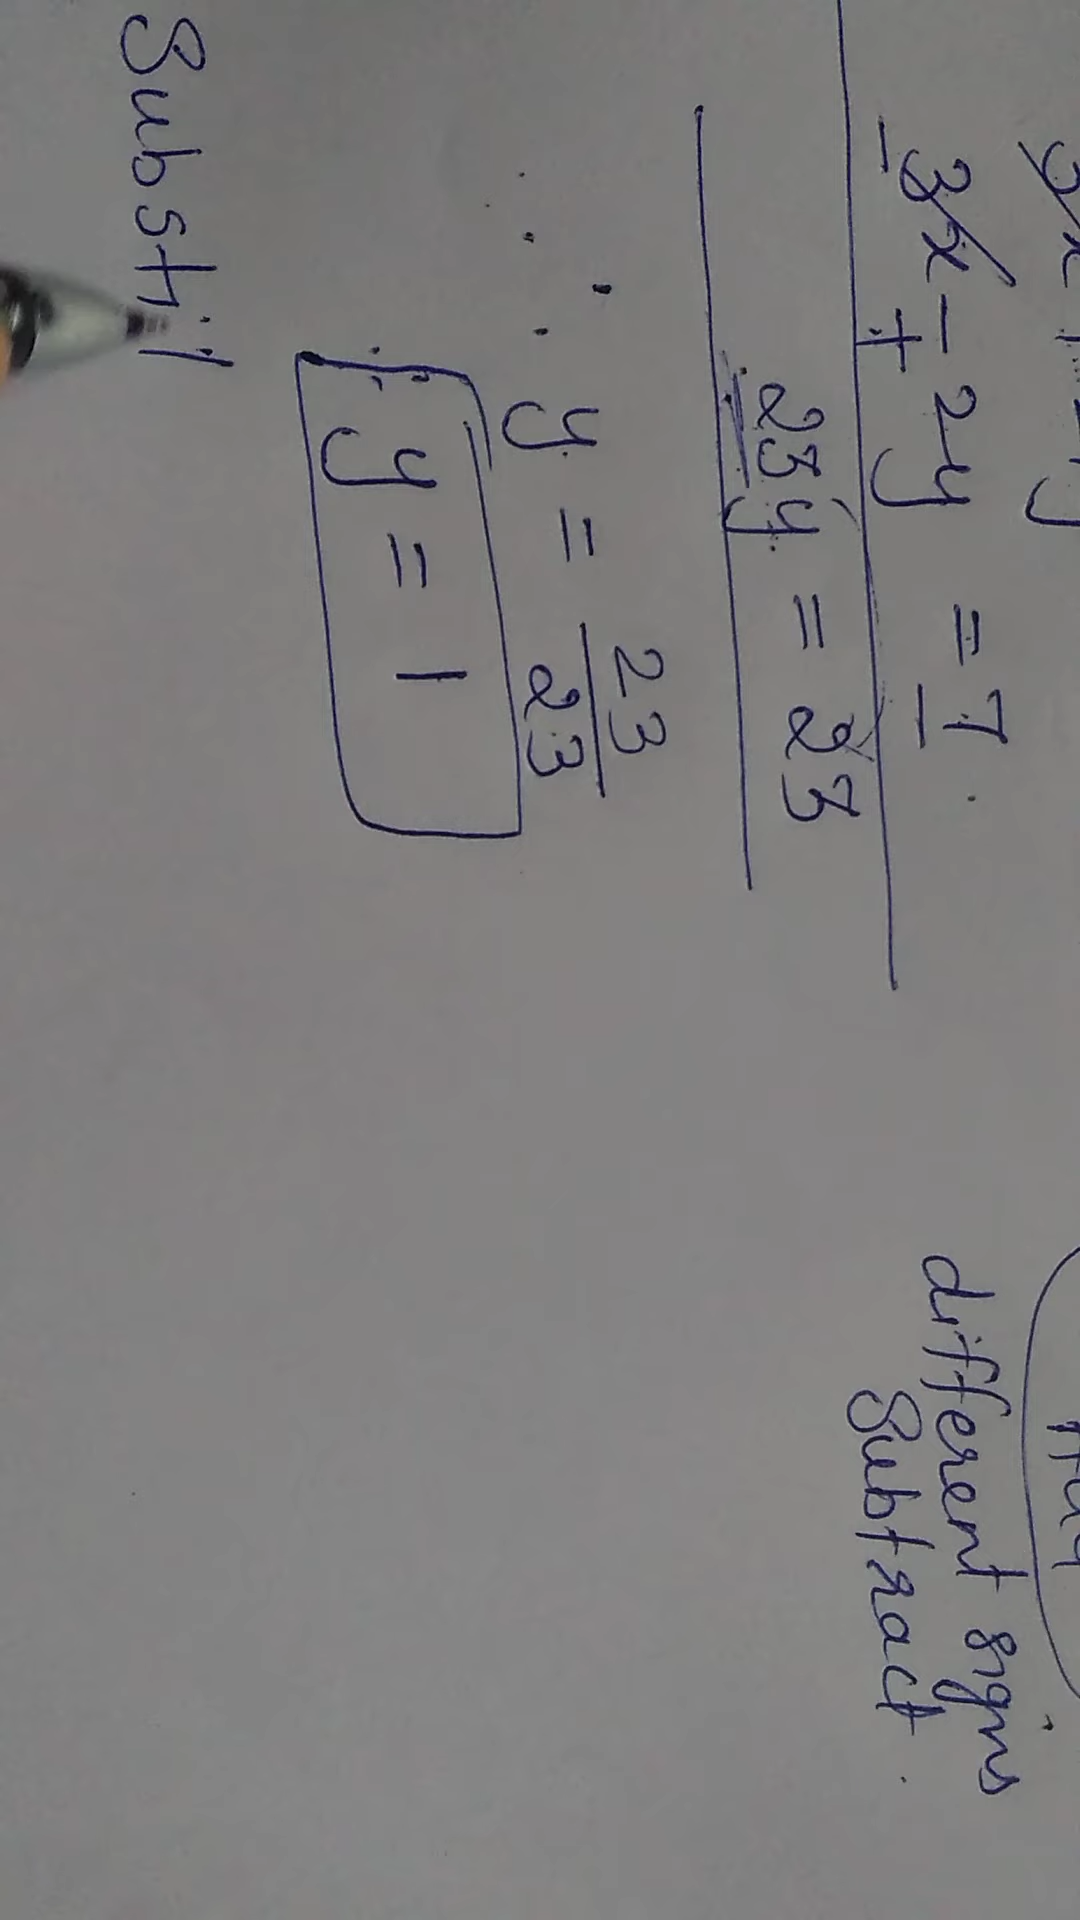 3x - 2y = 7
- + -
23y = 23
∴ y = 23/23
y = 1
Substi
different signs
Subtract